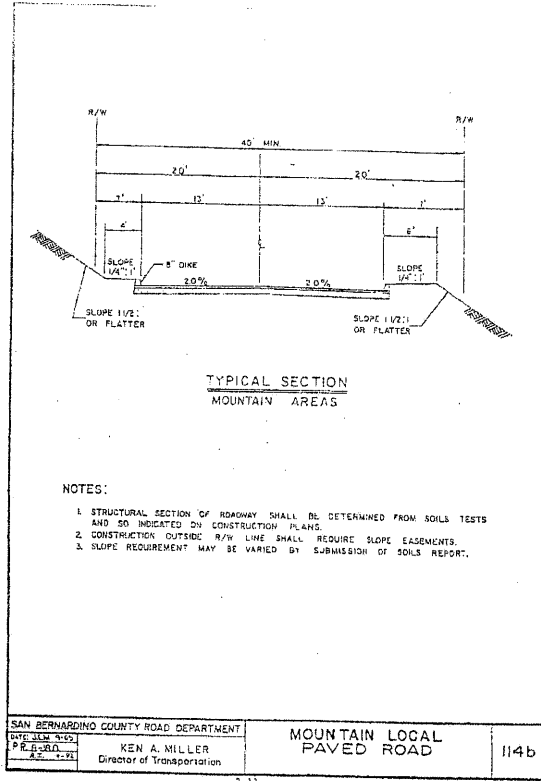 R/W
R/W
40' MIN.
20'
20'
7'
13'
13'
4'
6'
SLOPE
1/4":1'
8" DIKE
℄
2.0%
2.0%
SLOPE
1/4":1'
SLOPE 1 1/2:1
OR FLATTER
SLOPE 1 1/2:1
OR FLATTER
TYPICAL SECTION
MOUNTAIN AREAS
NOTES:
1. STRUCTURAL SECTION OF ROADWAY SHALL BE DETERMINED FROM SOILS TESTS
AND SO INDICATED ON CONSTRUCTION PLANS.
2. CONSTRUCTION OUTSIDE R/W LINE SHALL REQUIRE SLOPE EASEMENTS.
3. SLOPE REQUIREMENT MAY BE VARIED BY SUBMISSION OF SOILS REPORT.
SAN BERNARDINO COUNTY ROAD DEPARTMENT
DATE:
KEN A. MILLER
Director of Transportation
MOUNTAIN LOCAL
PAVED ROAD
114b